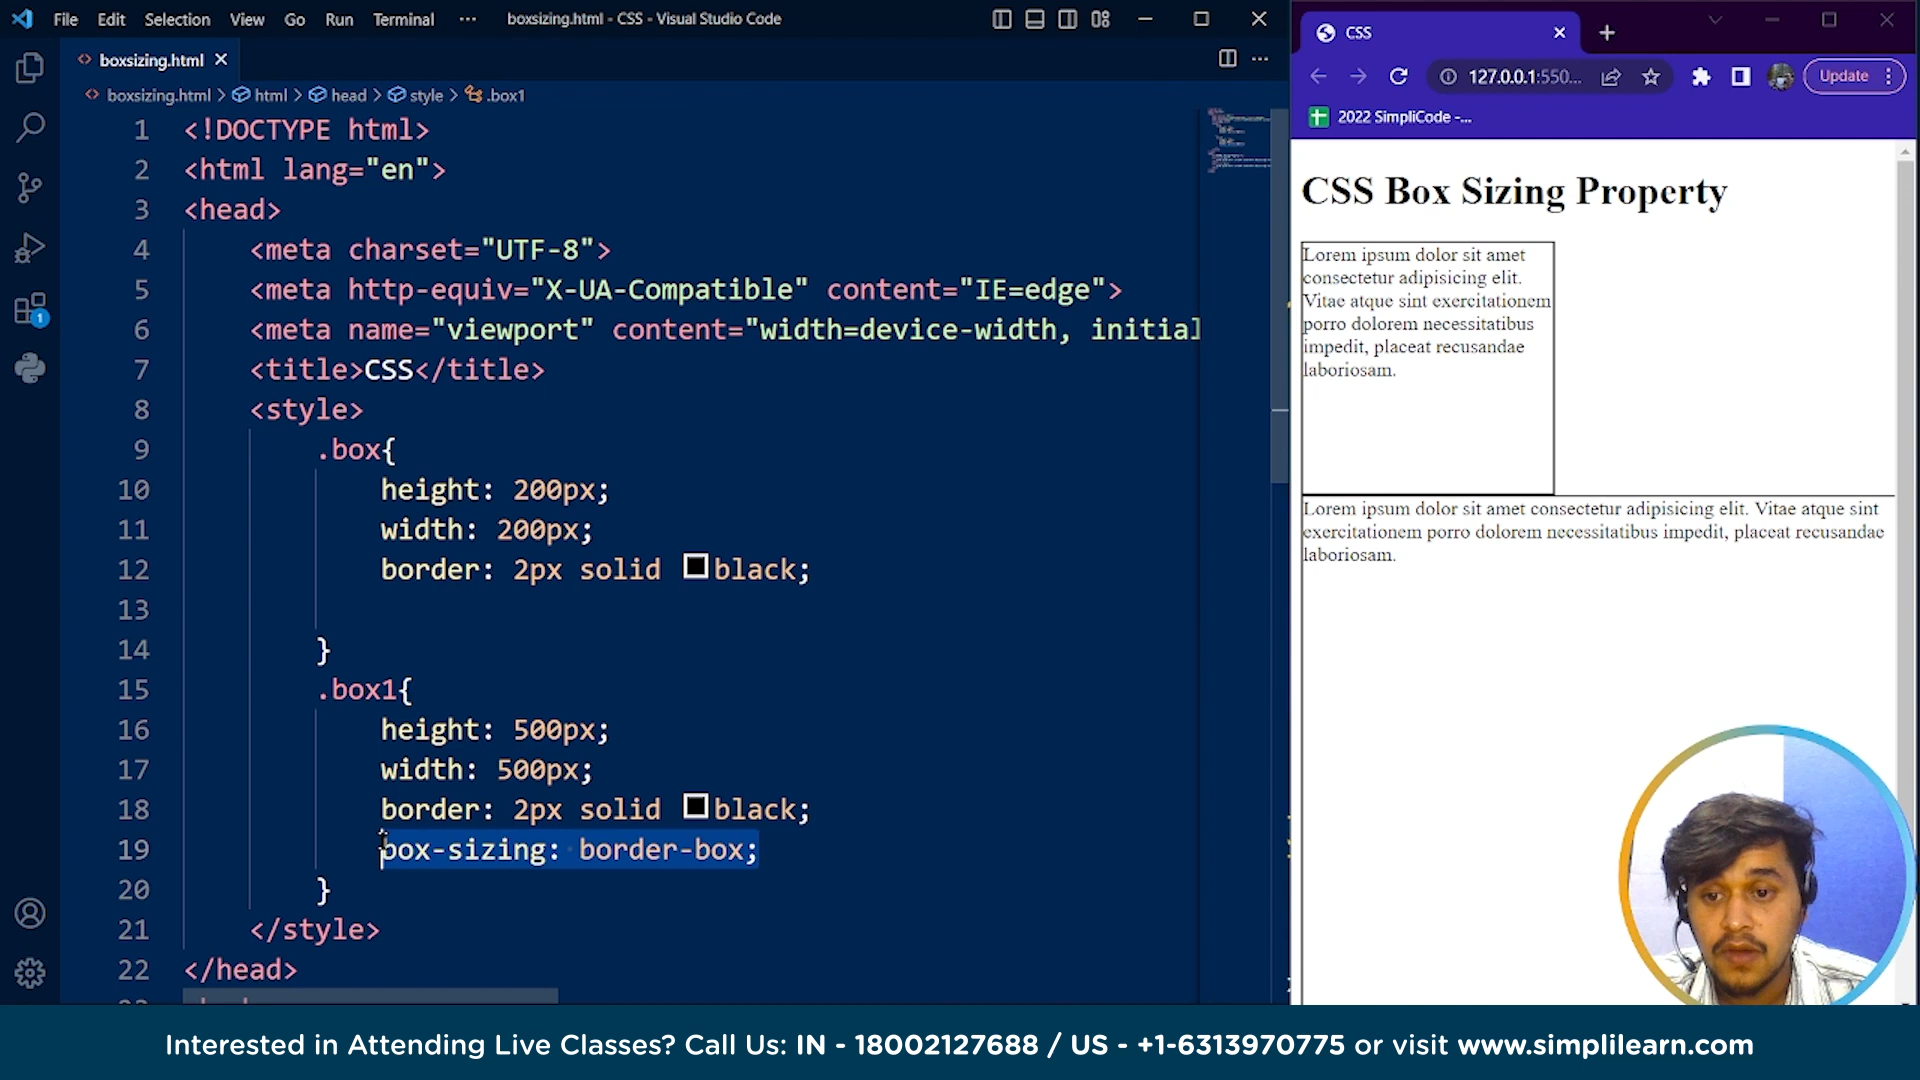 File Edit Selection View Go Run Terminal ··· boxsizing.html - CSS - Visual Studio Code
boxsizing.html
boxsizing.html > html > head > style > .box1
1 <!DOCTYPE html>
2 <html lang="en">
3 <head>
4 <meta charset="UTF-8">
5 <meta http-equiv="X-UA-Compatible" content="IE=edge">
6 <meta name="viewport" content="width=device-width, initial
7 <title>CSS</title>
8 <style>
9 .box{
10 height: 200px;
11 width: 200px;
12 border: 2px solid black;
13
14 }
15 .box1{
16 height: 500px;
17 width: 500px;
18 border: 2px solid black;
19 box-sizing: border-box;
20 }
21 </style>
22 </head>
1
CSS
127.0.0.1:550...
Update
2022 SimpliCode -...
CSS Box Sizing Property
Lorem ipsum dolor sit amet
consectetur adipisicing elit.
Vitae atque sint exercitationem
porro dolorem necessitatibus
impedit, placeat recusandae
laboriosam.
Lorem ipsum dolor sit amet consectetur adipisicing elit. Vitae atque sint
exercitationem porro dolorem necessitatibus impedit, placeat recusandae
laboriosam.
Interested in Attending Live Classes? Call Us: IN - 18002127688 / US - +1-6313970775 or visit www.simplilearn.com